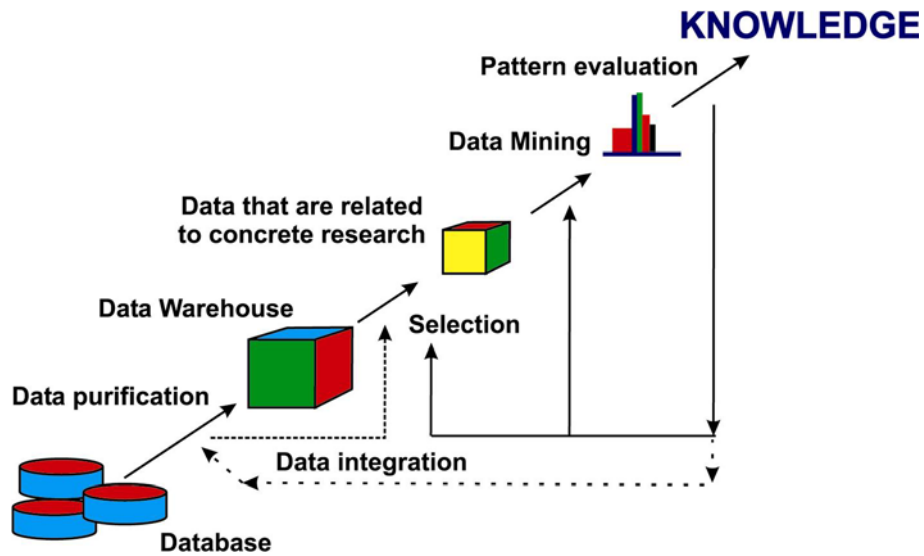 KNOWLEDGE
Pattern evaluation
Data Mining
Data that are related
to concrete research
Data Warehouse
Selection
Data purification
Data integration
Database